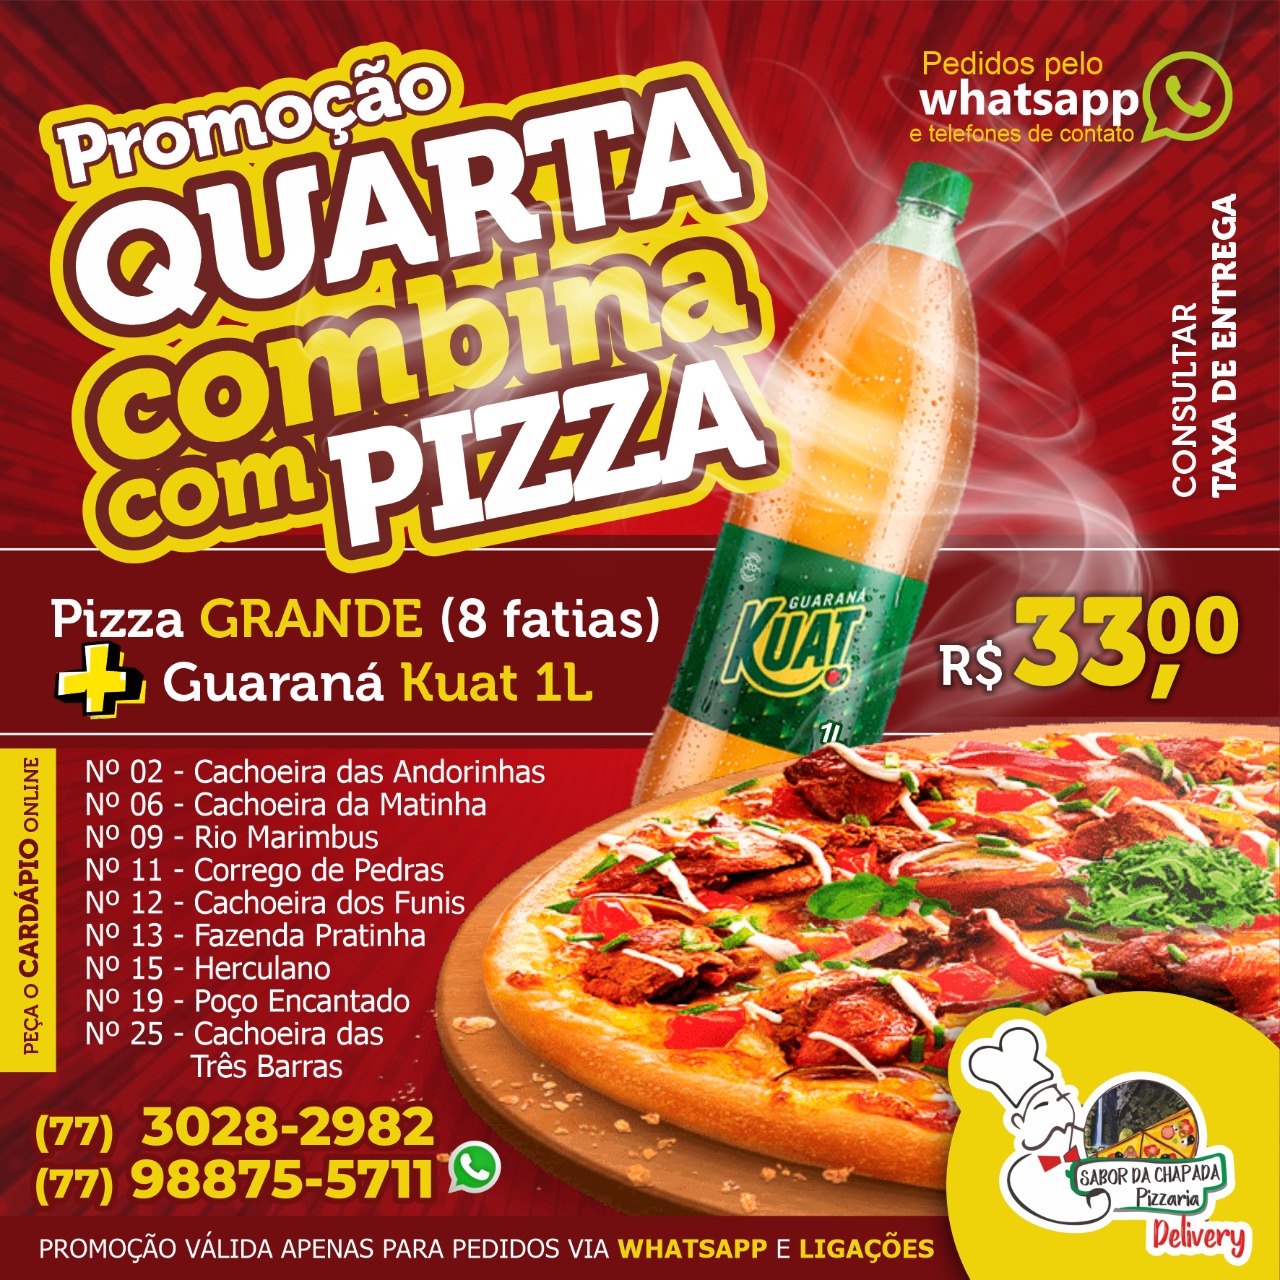 Promoção
QUARTA
combina
com PIZZA
Pedidos pelo
whatsapp
e telefones de contato
CONSULTAR
TAXA DE ENTREGA
GUARANÁ
KUAT
1L
Pizza GRANDE (8 fatias)
+ Guaraná Kuat 1L
R$ 33,00
PEÇA O CARDÁPIO ONLINE
Nº 02 - Cachoeira das Andorinhas
Nº 06 - Cachoeira da Matinha
Nº 09 - Rio Marimbus
Nº 11 - Corrego de Pedras
Nº 12 - Cachoeira dos Funis
Nº 13 - Fazenda Pratinha
Nº 15 - Herculano
Nº 19 - Poço Encantado
Nº 25 - Cachoeira das
Três Barras
(77) 3028-2982
(77) 98875-5711
SABOR DA CHAPADA
Pizzaria
Delivery
PROMOÇÃO VÁLIDA APENAS PARA PEDIDOS VIA WHATSAPP E LIGAÇÕES